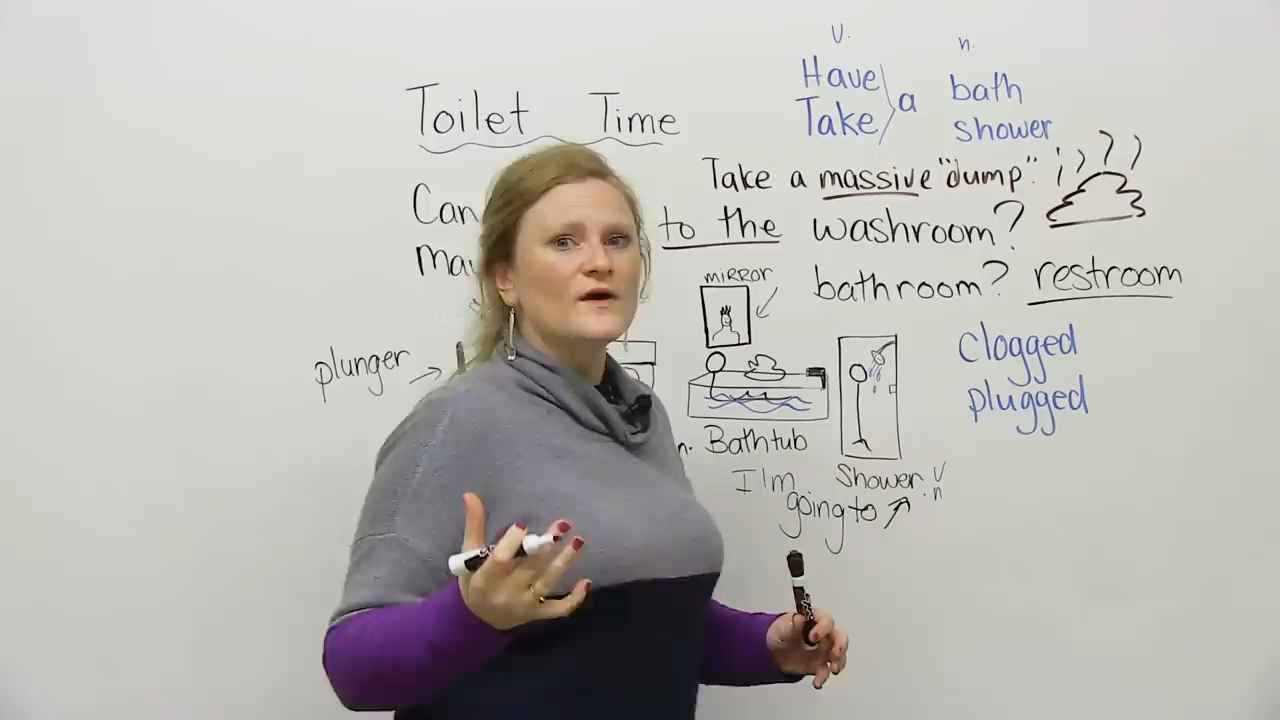 Toilet Time
v.
n.
Have
Take
a
bath
shower
Take a massive "dump".
Can
to the washroom?
May
bathroom? restroom
mirror
plunger
Clogged
plugged
n. Bathtub
Shower v
n.
I'm
going to